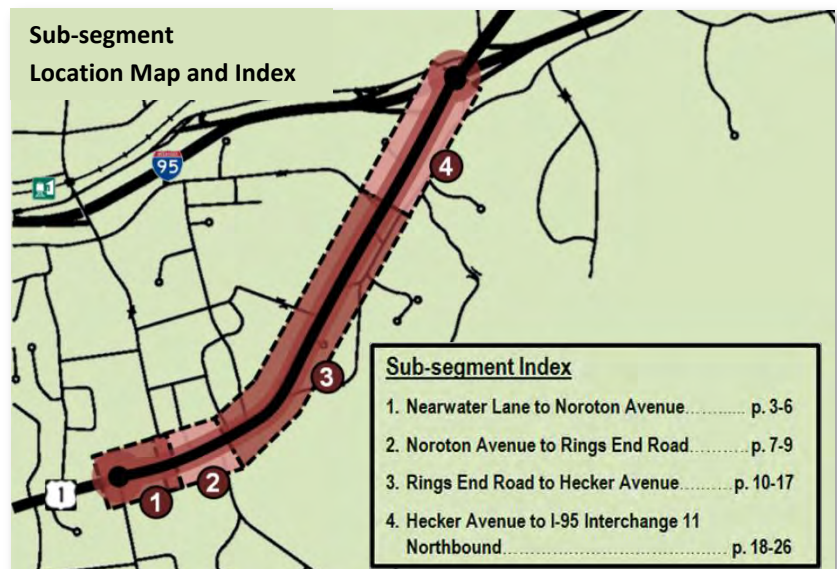 Sub-segment
Location Map and Index
95
4
3
2
1
1
Sub-segment Index
1. Nearwater Lane to Noroton Avenue........... p. 3-6
2. Noroton Avenue to Rings End Road........... p. 7-9
3. Rings End Road to Hecker Avenue........... p. 10-17
4. Hecker Avenue to I-95 Interchange 11
Northbound............................................ p. 18-26